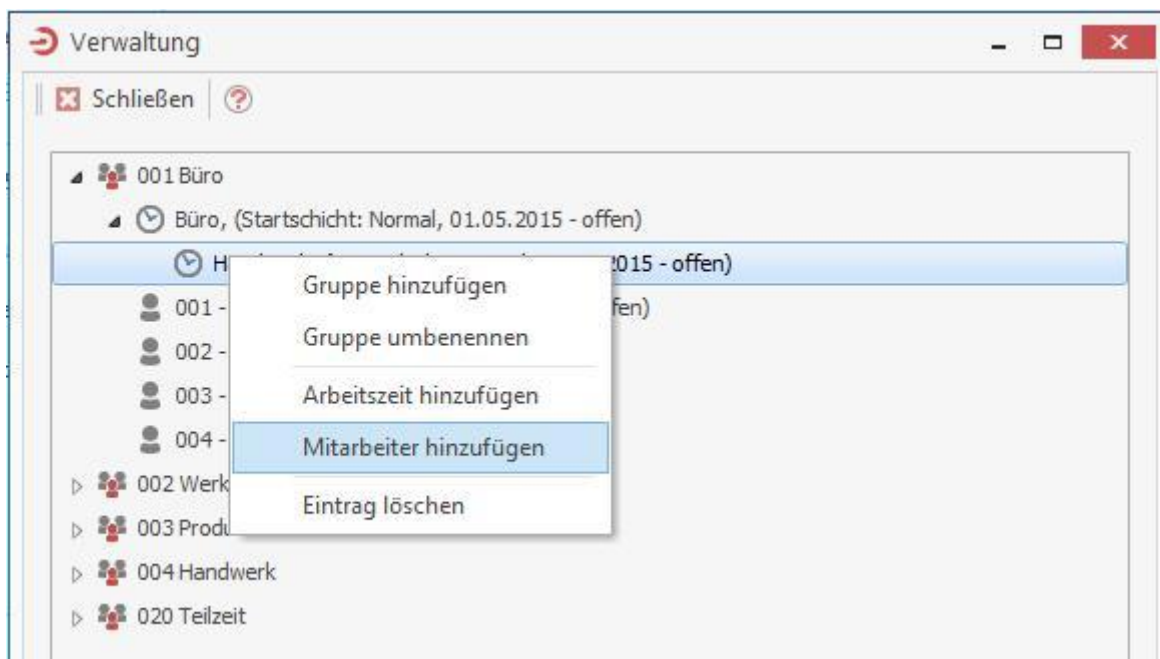 Verwaltung
Schließen
001 Büro
Büro, (Startschicht: Normal, 01.05.2015 - offen)
H 2015 - offen)
Gruppe hinzufügen
001 - fen)
Gruppe umbenennen
002 -
003 -
Arbeitszeit hinzufügen
004 -
Mitarbeiter hinzufügen
002 Werk
Eintrag löschen
003 Produ
004 Handwerk
020 Teilzeit